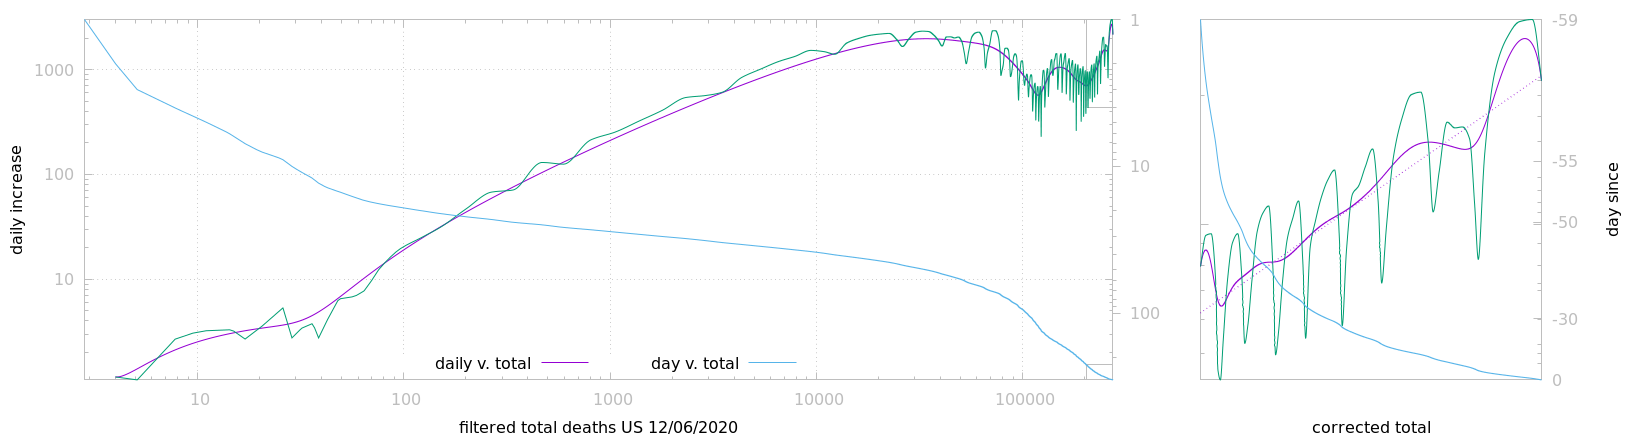 1000
100
10
daily increase
10
100
1000
10000
100000
filtered total deaths US 12/06/2020
daily v. total
day v. total
1
10
100
-59
-55
-50
-30
0
day since
corrected total